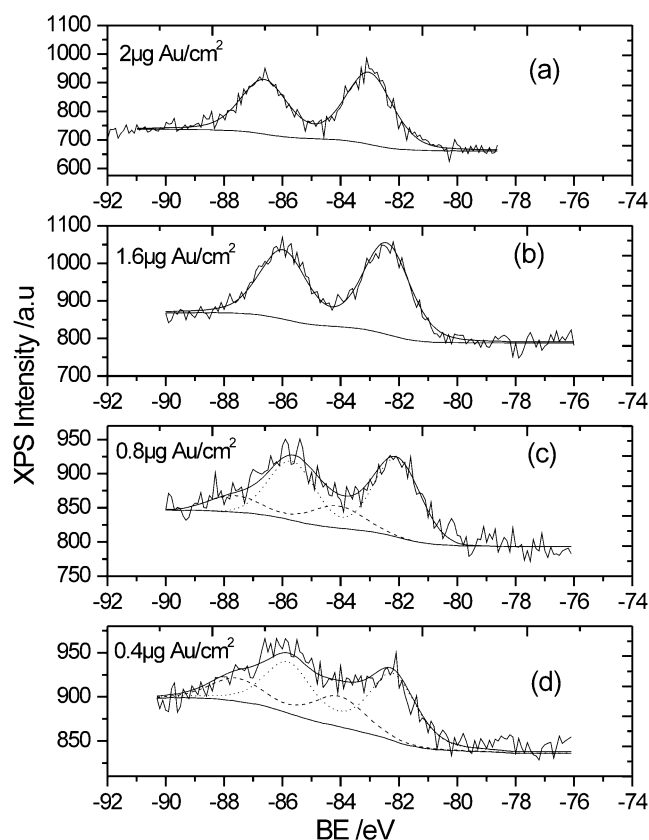 1100
1000
900
800
700
600
2µg Au/cm²
(a)
-92 -90 -88 -86 -84 -82 -80 -78 -76 -74
1100
1000
900
800
700
1.6µg Au/cm²
(b)
-92 -90 -88 -86 -84 -82 -80 -78 -76 -74
XPS Intensity /a.u
950
900
850
800
750
0.8µg Au/cm²
(c)
-92 -90 -88 -86 -84 -82 -80 -78 -76 -74
950
900
850
0.4µg Au/cm²
(d)
-92 -90 -88 -86 -84 -82 -80 -78 -76 -74
BE /eV